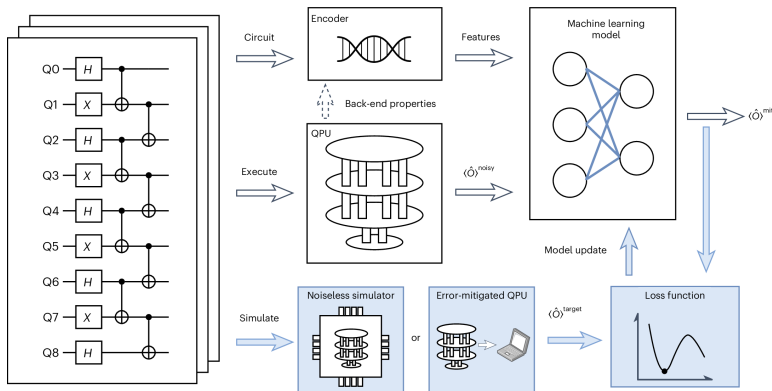 Circuit
Encoder
Features
Machine learning
model
Back-end properties
QPU
Execute
⟨Ô⟩noisy
⟨Ô⟩mit
Q0 H
Q1 X
Q2 H
Q3 X
Q4 H
Q5 X
Q6 H
Q7 X
Q8 H
Model update
Simulate
Noiseless simulator
or
Error-mitigated QPU
⟨Ô⟩target
Loss function